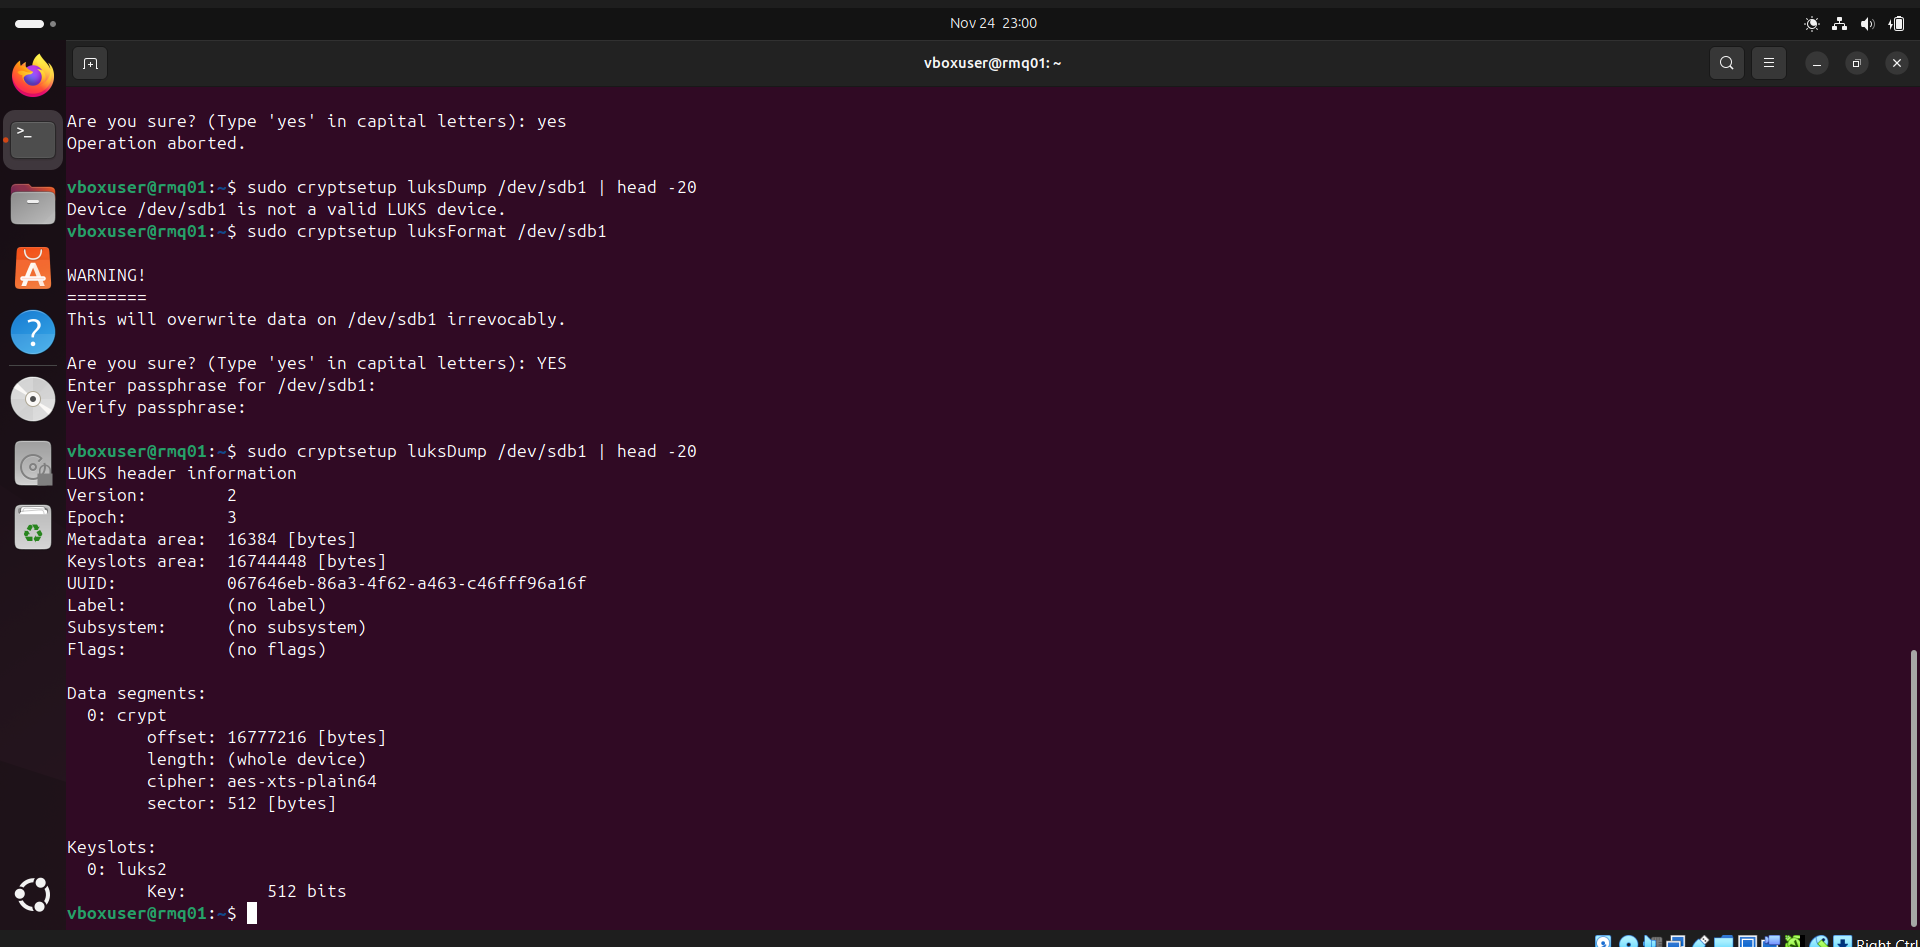 Nov 24 23:00
vboxuser@rmq01: ~
Are you sure? (Type 'yes' in capital letters): yes
Operation aborted.
vboxuser@rmq01:~$ sudo cryptsetup luksDump /dev/sdb1 | head -20
Device /dev/sdb1 is not a valid LUKS device.
vboxuser@rmq01:~$ sudo cryptsetup luksFormat /dev/sdb1
WARNING!
========
This will overwrite data on /dev/sdb1 irrevocably.
Are you sure? (Type 'yes' in capital letters): YES
Enter passphrase for /dev/sdb1:
Verify passphrase:
vboxuser@rmq01:~$ sudo cryptsetup luksDump /dev/sdb1 | head -20
LUKS header information
Version: 2
Epoch: 3
Metadata area: 16384 [bytes]
Keyslots area: 16744448 [bytes]
UUID: 067646eb-86a3-4f62-a463-c46fff96a16f
Label: (no label)
Subsystem: (no subsystem)
Flags: (no flags)
Data segments:
0: crypt
offset: 16777216 [bytes]
length: (whole device)
cipher: aes-xts-plain64
sector: 512 [bytes]
Keyslots:
0: luks2
Key: 512 bits
vboxuser@rmq01:~$
Right Ctrl